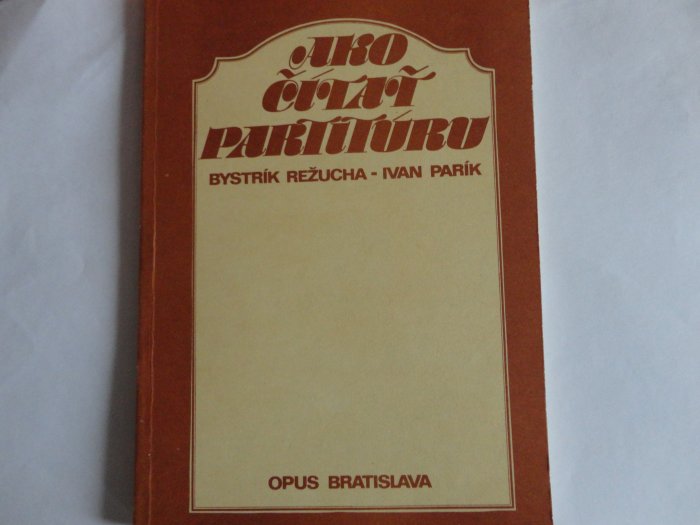 AKO
ČÍTAŤ
PARTITÚRU
BYSTRÍK REŽUCHA - IVAN PARÍK
OPUS BRATISLAVA